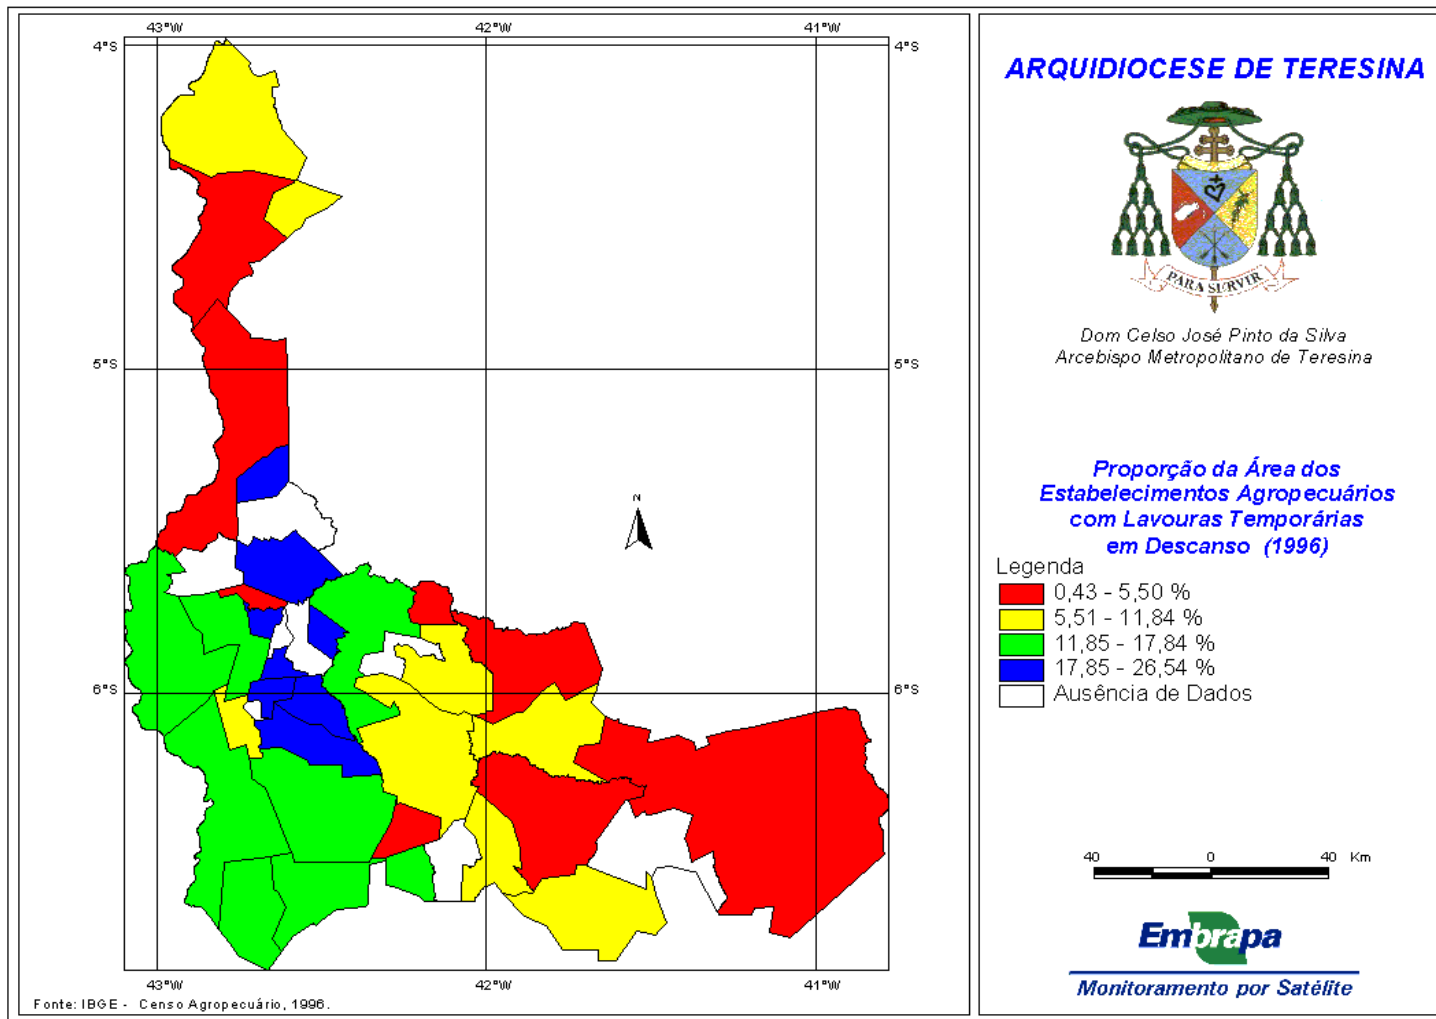 43°W 42°W 41°W
4°S 4°S
5°S 5°S
6°S 6°S
43°W 42°W 41°W
N
Fonte: IBGE - Censo Agropecuário, 1996.
ARQUIDIOCESE DE TERESINA
PARA SERVIR
Dom Celso José Pinto da Silva
Arcebispo Metropolitano de Teresina
Proporção da Área dos
Estabelecimentos Agropecuários
com Lavouras Temporárias
em Descanso (1996)
Legenda
0,43 - 5,50 %
5,51 - 11,84 %
11,85 - 17,84 %
17,85 - 26,54 %
Ausência de Dados
40 0 40 Km
Embrapa
Monitoramento por Satélite